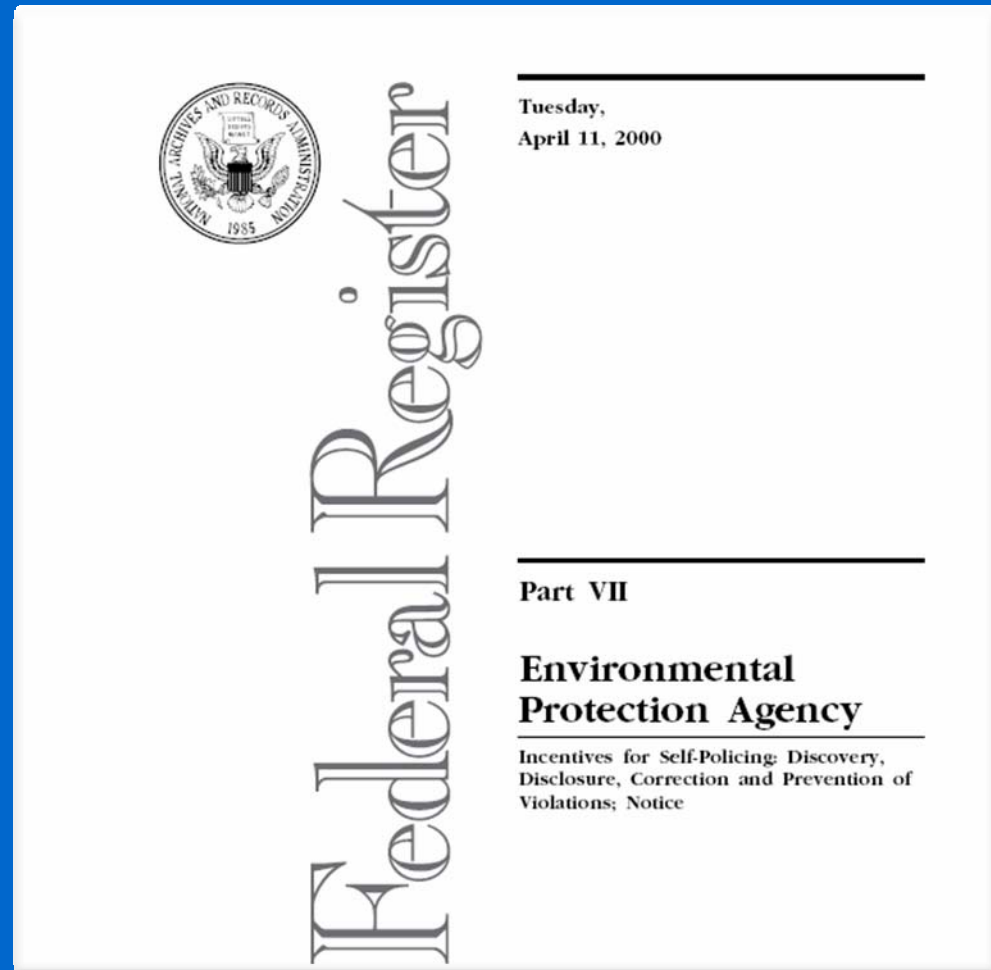 NATIONAL ARCHIVES AND RECORDS ADMINISTRATION
1985
Federal Register
Tuesday,
April 11, 2000
Part VII
Environmental
Protection Agency
Incentives for Self-Policing: Discovery,
Disclosure, Correction and Prevention of
Violations; Notice